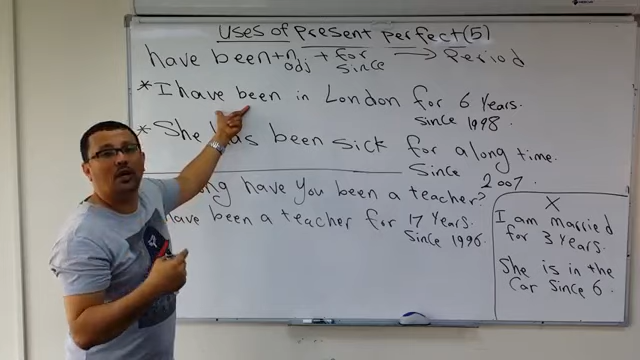 Uses of present perfect (5)
have been + n + for → Period
adj since
*I have been in London for 6 years.
since 1998.
*She has been sick for along time.
Since 2007.
have you been a teacher?
have been a teacher for 17 years.
since 1996.
X
I am married
for 3 years.
She is in the
Car since 6.